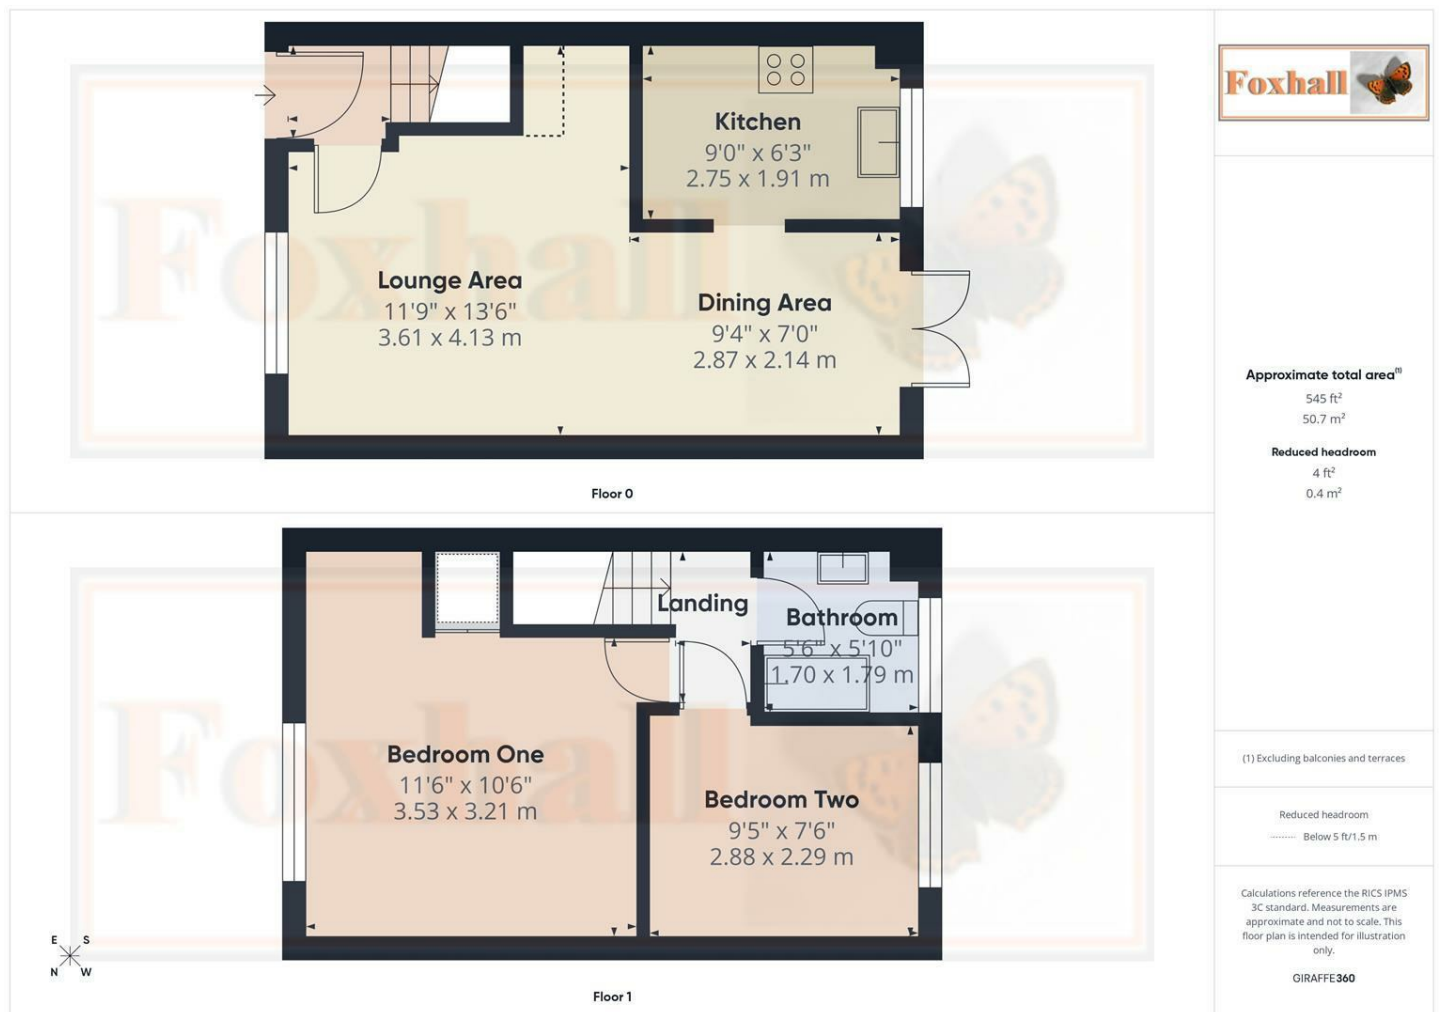 Kitchen
9'0" x 6'3"
2.75 x 1.91 m
Lounge Area
11'9" x 13'6"
3.61 x 4.13 m
Dining Area
9'4" x 7'0"
2.87 x 2.14 m
Foxhall
Floor 0
Landing
Bathroom
5'6" x 5'10"
1.70 x 1.79 m
Bedroom One
11'6" x 10'6"
3.53 x 3.21 m
Bedroom Two
9'5" x 7'6"
2.88 x 2.29 m
Foxhall
E S
N W
Floor 1
Foxhall
Approximate total area(1)
545 ft²
50.7 m²
Reduced headroom
4 ft²
0.4 m²
(1) Excluding balconies and terraces
Reduced headroom
Below 5 ft/1.5 m
Calculations reference the RICS IPMS
3C standard. Measurements are
approximate and not to scale. This
floor plan is intended for illustration
only.
GIRAFFE360